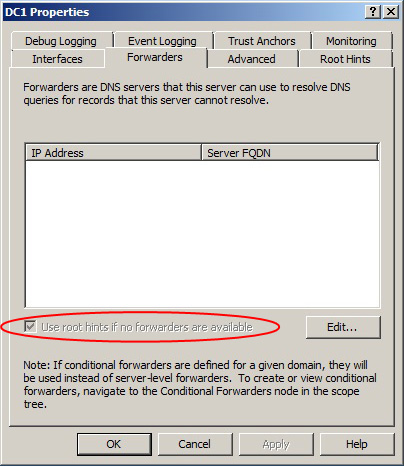 DC1 Properties
Debug Logging Event Logging Trust Anchors Monitoring
Interfaces Forwarders Advanced Root Hints
Forwarders are DNS servers that this server can use to resolve DNS
queries for records that this server cannot resolve.
IP Address Server FQDN
Use root hints if no forwarders are available Edit...
Note: If conditional forwarders are defined for a given domain, they will
be used instead of server-level forwarders. To create or view conditional
forwarders, navigate to the Conditional Forwarders node in the scope
tree.
OK Cancel Apply Help